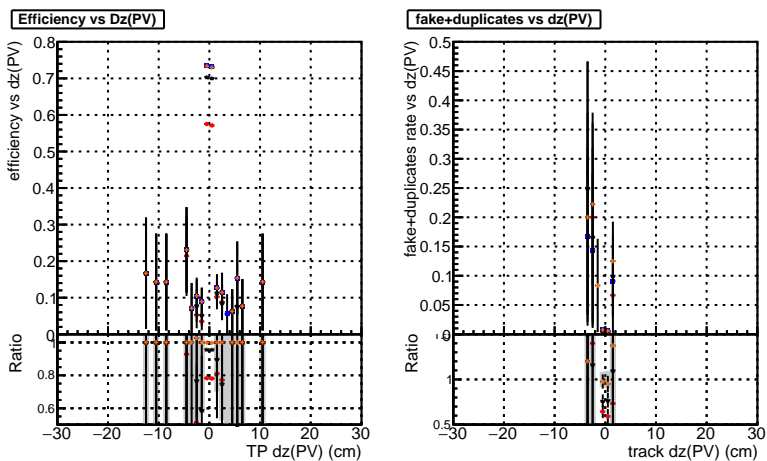 Efficiency vs Dz(PV)
efficiency vs dz(PV)
0.8
0.7
0.6
0.5
0.4
0.3
0.2
0.1
0
Ratio
1
0.8
0.6
−30 −20 −10 0 10 20 30
TP dz(PV) (cm)
fake+duplicates vs dz(PV)
fake+duplicates rate vs dz(PV)
0.5
0.45
0.4
0.35
0.3
0.25
0.2
0.15
0.1
0.05
Ratio
1
0.5
−30 −20 −10 0 10 20 30
track dz(PV) (cm)